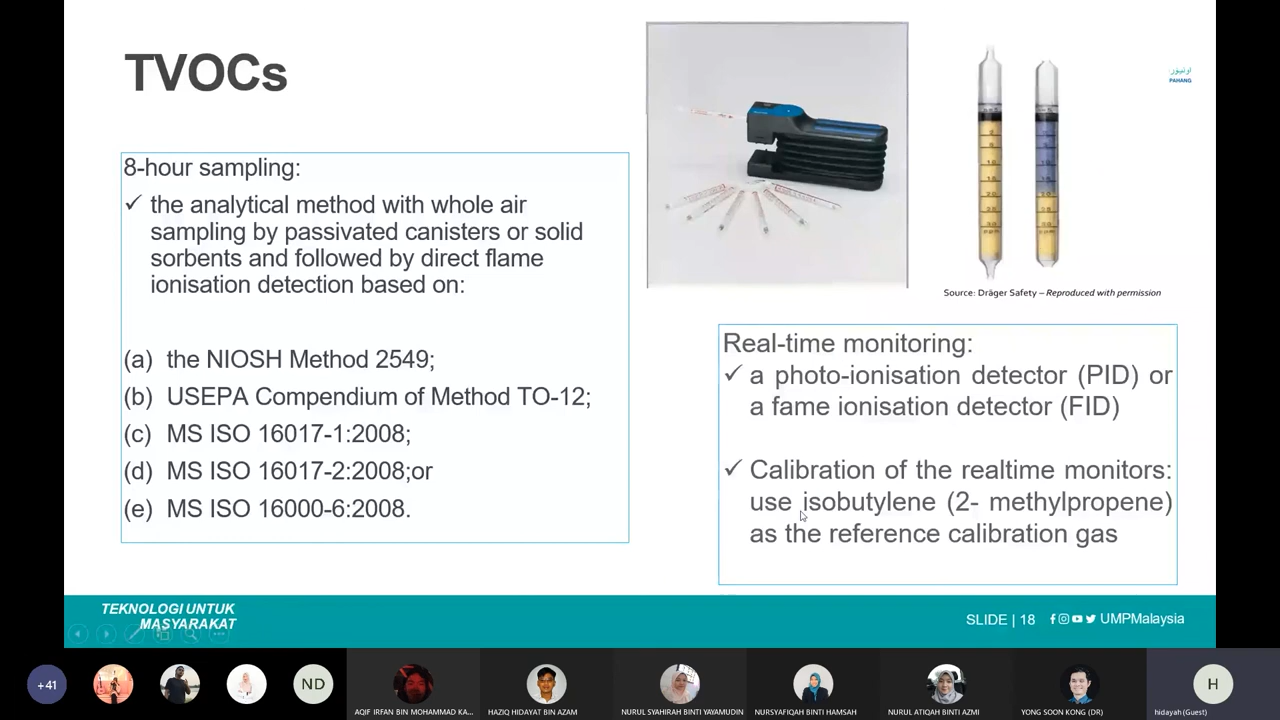 TVOCs
اونيۏر
PAHANG
8-hour sampling:
✓ the analytical method with whole air
sampling by passivated canisters or solid
sorbents and followed by direct flame
ionisation detection based on:
(a) the NIOSH Method 2549;
(b) USEPA Compendium of Method TO-12;
(c) MS ISO 16017-1:2008;
(d) MS ISO 16017-2:2008;or
(e) MS ISO 16000-6:2008.
Source: Dräger Safety – Reproduced with permission
Real-time monitoring:
✓ a photo-ionisation detector (PID) or
a fame ionisation detector (FID)
✓ Calibration of the realtime monitors:
use isobutylene (2- methylpropene)
as the reference calibration gas
TEKNOLOGI UNTUK
MASYARAKAT
SLIDE | 18
UMPMalaysia
+41
ND
H
AQIF IRFAN BIN MOHAMMAD KA...
HAZIQ HIDAYAT BIN AZAM
NURUL SYAHIRAH BINTI YAYAMUDIN
NURSYAFIQAH BINTI HAMSAH
NURUL ATIQAH BINTI AZMI
YONG SOON KONG (DR)
hidayah (Guest)